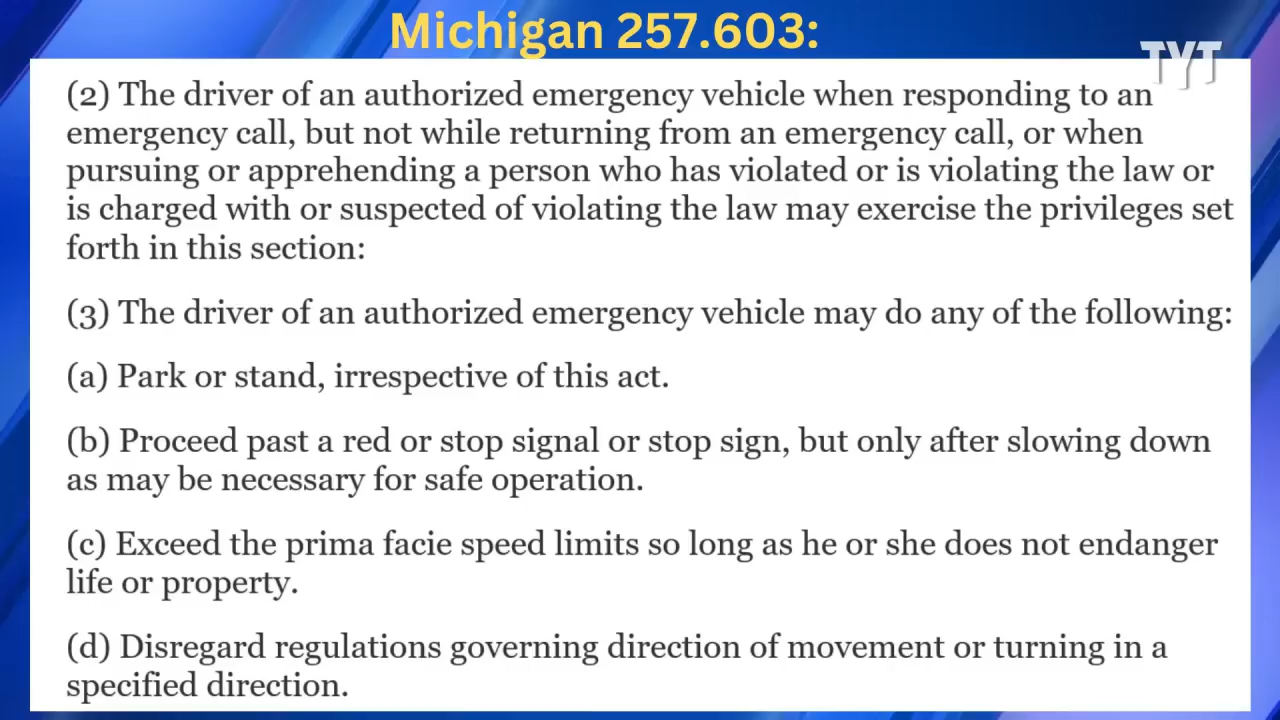 Michigan 257.603:
TYT
(2) The driver of an authorized emergency vehicle when responding to an
emergency call, but not while returning from an emergency call, or when
pursuing or apprehending a person who has violated or is violating the law or
is charged with or suspected of violating the law may exercise the privileges set
forth in this section:
(3) The driver of an authorized emergency vehicle may do any of the following:
(a) Park or stand, irrespective of this act.
(b) Proceed past a red or stop signal or stop sign, but only after slowing down
as may be necessary for safe operation.
(c) Exceed the prima facie speed limits so long as he or she does not endanger
life or property.
(d) Disregard regulations governing direction of movement or turning in a
specified direction.